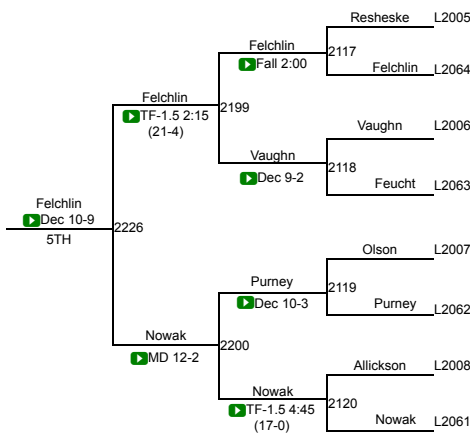 Resheske L2005
Felchlin 2117
Fall 2:00
Felchlin L2064
Felchlin 2199
TF-1.5 2:15
(21-4)
Vaughn L2006
Vaughn 2118
Dec 9-2
Feucht L2063
Felchlin
Dec 10-9
2226
5TH
Olson L2007
Purney 2119
Dec 10-3
Purney L2062
Nowak 2200
MD 12-2
Allickson L2008
Nowak 2120
TF-1.5 4:45
(17-0)
Nowak L2061